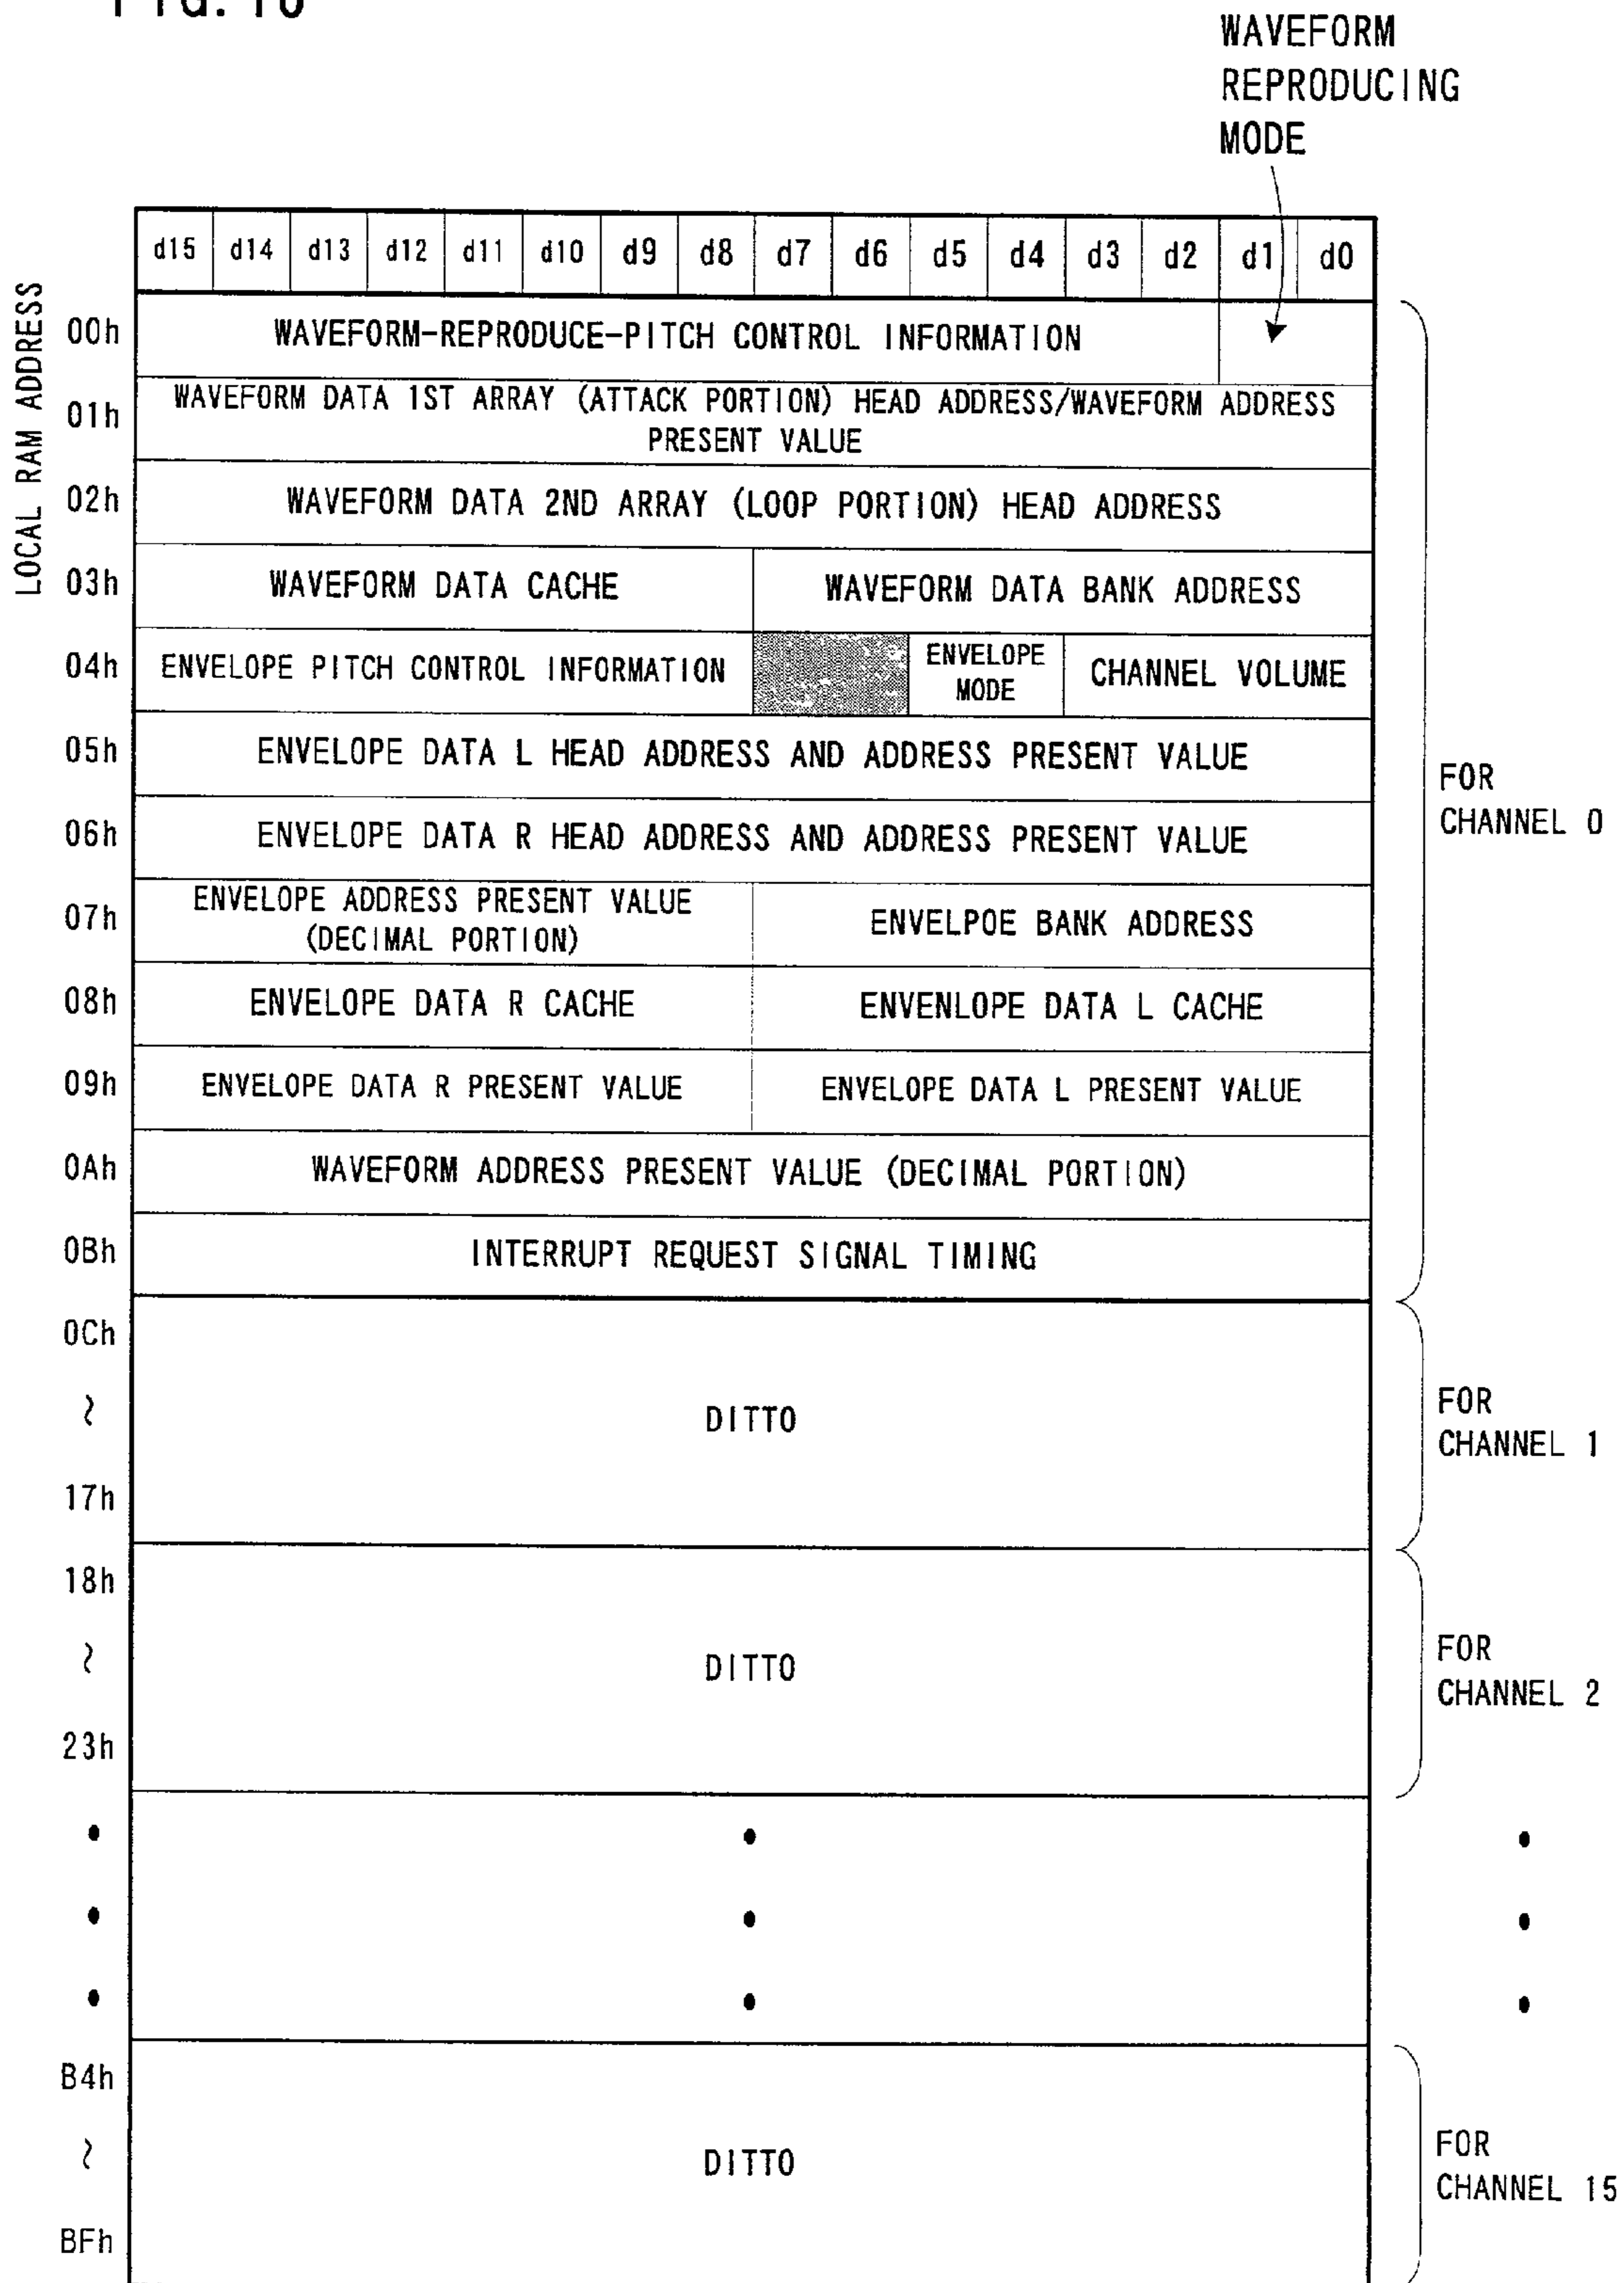 FIG. 10
WAVEFORM
REPRODUCING
MODE
LOCAL RAM ADDRESS
d15 d14 d13 d12 d11 d10 d9 d8 d7 d6 d5 d4 d3 d2 d1 d0
00h WAVEFORM-REPRODUCE-PITCH CONTROL INFORMATION
01h WAVEFORM DATA 1ST ARRAY (ATTACK PORTION) HEAD ADDRESS/WAVEFORM ADDRESS
PRESENT VALUE
02h WAVEFORM DATA 2ND ARRAY (LOOP PORTION) HEAD ADDRESS
03h WAVEFORM DATA CACHE WAVEFORM DATA BANK ADDRESS
04h ENVELOPE PITCH CONTROL INFORMATION ENVELOPE
MODE CHANNEL VOLUME
05h ENVELOPE DATA L HEAD ADDRESS AND ADDRESS PRESENT VALUE
06h ENVELOPE DATA R HEAD ADDRESS AND ADDRESS PRESENT VALUE
07h ENVELOPE ADDRESS PRESENT VALUE
(DECIMAL PORTION) ENVELPOE BANK ADDRESS
08h ENVELOPE DATA R CACHE ENVENLOPE DATA L CACHE
09h ENVELOPE DATA R PRESENT VALUE ENVELOPE DATA L PRESENT VALUE
0Ah WAVEFORM ADDRESS PRESENT VALUE (DECIMAL PORTION)
0Bh INTERRUPT REQUEST SIGNAL TIMING
FOR
CHANNEL 0
0Ch
~
17h
DITTO
FOR
CHANNEL 1
18h
~
23h
DITTO
FOR
CHANNEL 2
B4h
~
BFh
DITTO
FOR
CHANNEL 15